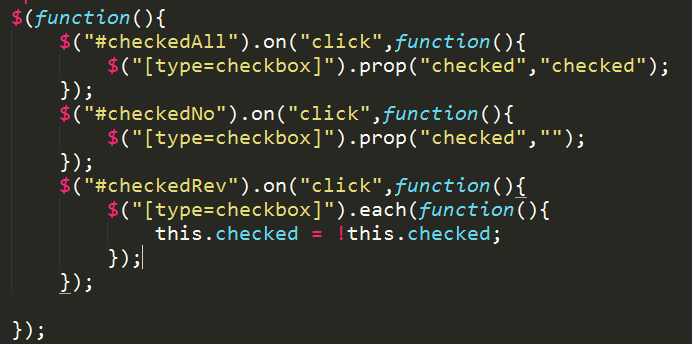 $(function(){
    $("#checkedAll").on("click",function(){
        $("[type=checkbox]").prop("checked","checked");
    });
    $("#checkedNo").on("click",function(){
        $("[type=checkbox]").prop("checked","");
    });
    $("#checkedRev").on("click",function(){
        $("[type=checkbox]").each(function(){
            this.checked = !this.checked;
        });
    });

});